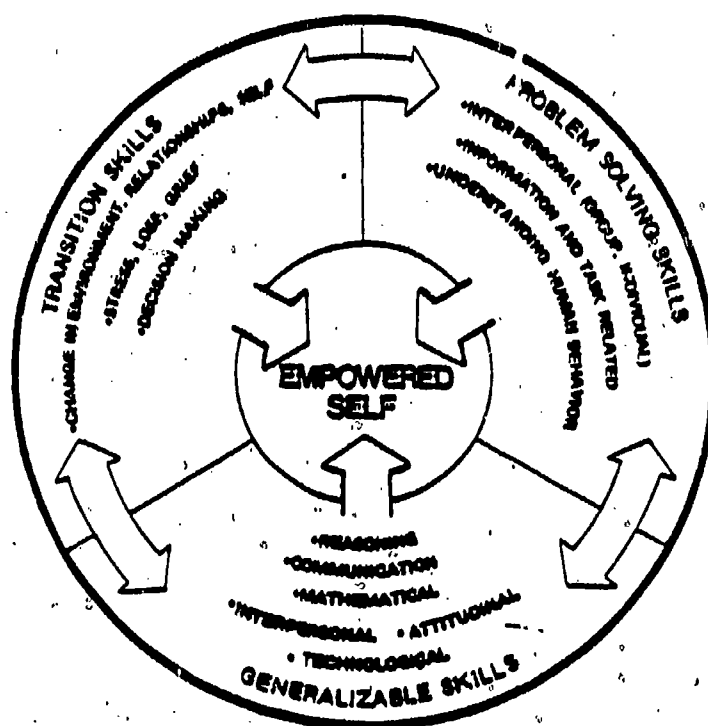 TRANSITION SKILLS
•CHANGE IN ENVIRONMENT, RELATIONSHIPS, SELF
•STRESS, LOSS, GRIEF
•DECISION MAKING
PROBLEM SOLVING SKILLS
•INTERPERSONAL (GROUP, INDIVIDUAL)
•INFORMATION AND TASK RELATED
•UNDERSTANDING HUMAN BEHAVIOR
EMPOWERED
SELF
•REASONING
•COMMUNICATION
•MATHEMATICAL
•INTERPERSONAL • ATTITUDINAL
• TECHNOLOGICAL
GENERALIZABLE SKILLS